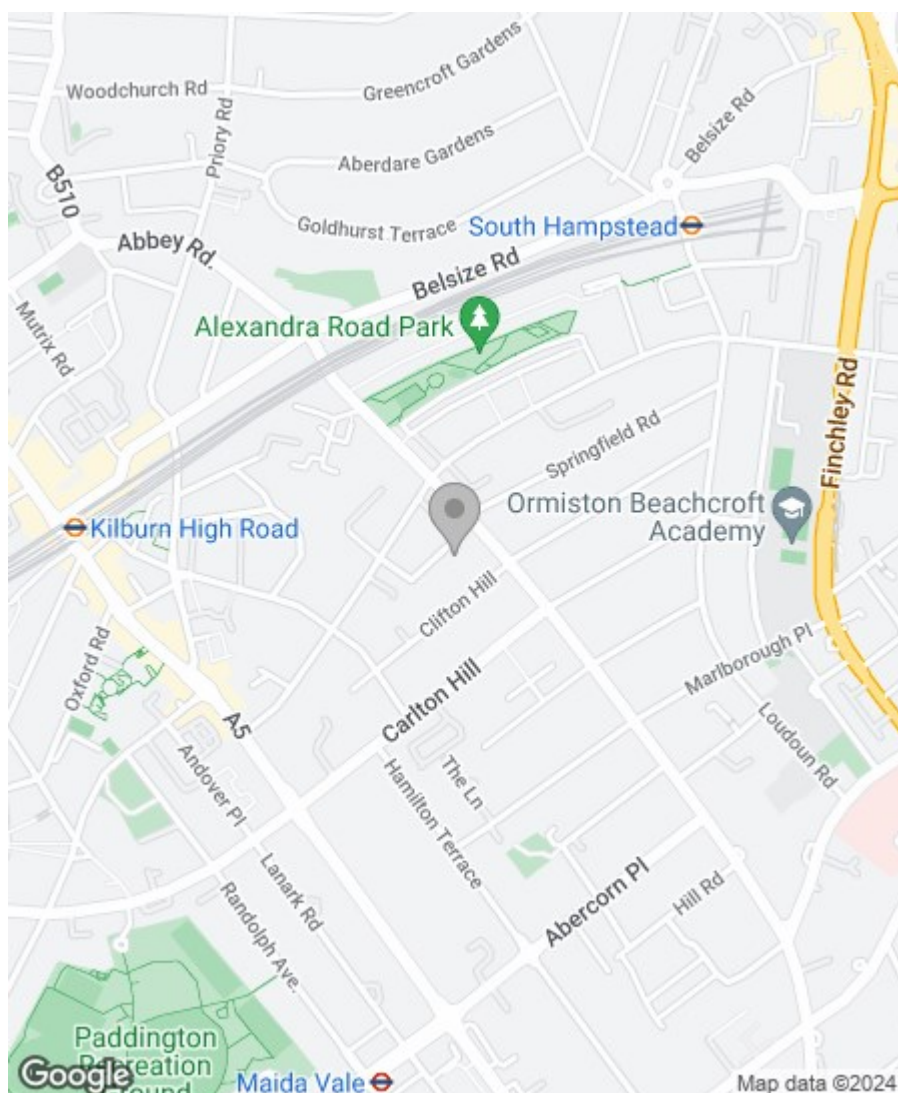 Greencroft Gardens
Woodchurch Rd
Priory Rd
Belsize Rd
Aberdare Gardens
B510
Goldhurst Terrace
South Hampstead
Abbey Rd.
Belsize Rd
Mutrix Rd
Alexandra Road Park
Finchley Rd
Springfield Rd
Ormiston Beachcroft
Academy
Kilburn High Road
Clifton Hill
Oxford Rd
Marlborough Pl
Carlton Hill
A5
Loudoun Rd
Andover Pl
The Ln
Hamilton Terrace
Lanark Rd
Randolph Ave.
Abercorn Pl
Hill Rd
Paddington
Recreation
Google
Maida Vale
Map data ©2024